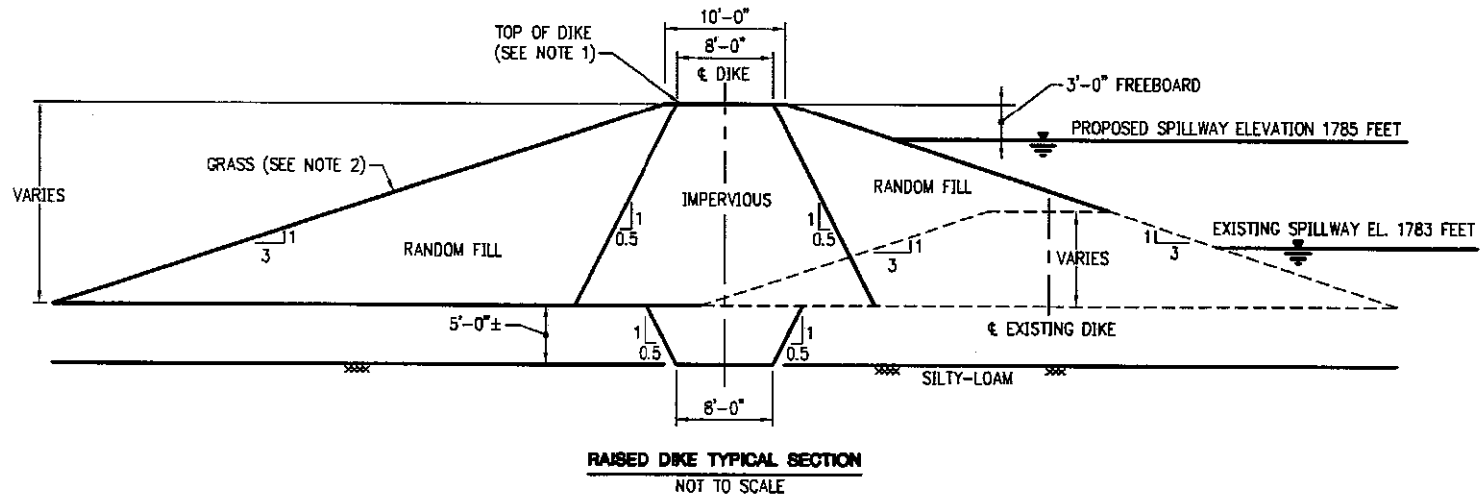 10'-0"
TOP OF DIKE
(SEE NOTE 1)
8'-0"
℄ DIKE
3'-0" FREEBOARD
PROPOSED SPILLWAY ELEVATION 1785 FEET
GRASS (SEE NOTE 2)
VARIES
IMPERVIOUS
RANDOM FILL
1
0.5
1
0.5
1
3
RANDOM FILL
1
3
VARIES
1
3
EXISTING SPILLWAY EL. 1783 FEET
5'-0"±
1
0.5
1
0.5
℄ EXISTING DIKE
SILTY-LOAM
8'-0"
RAISED DIKE TYPICAL SECTION
NOT TO SCALE